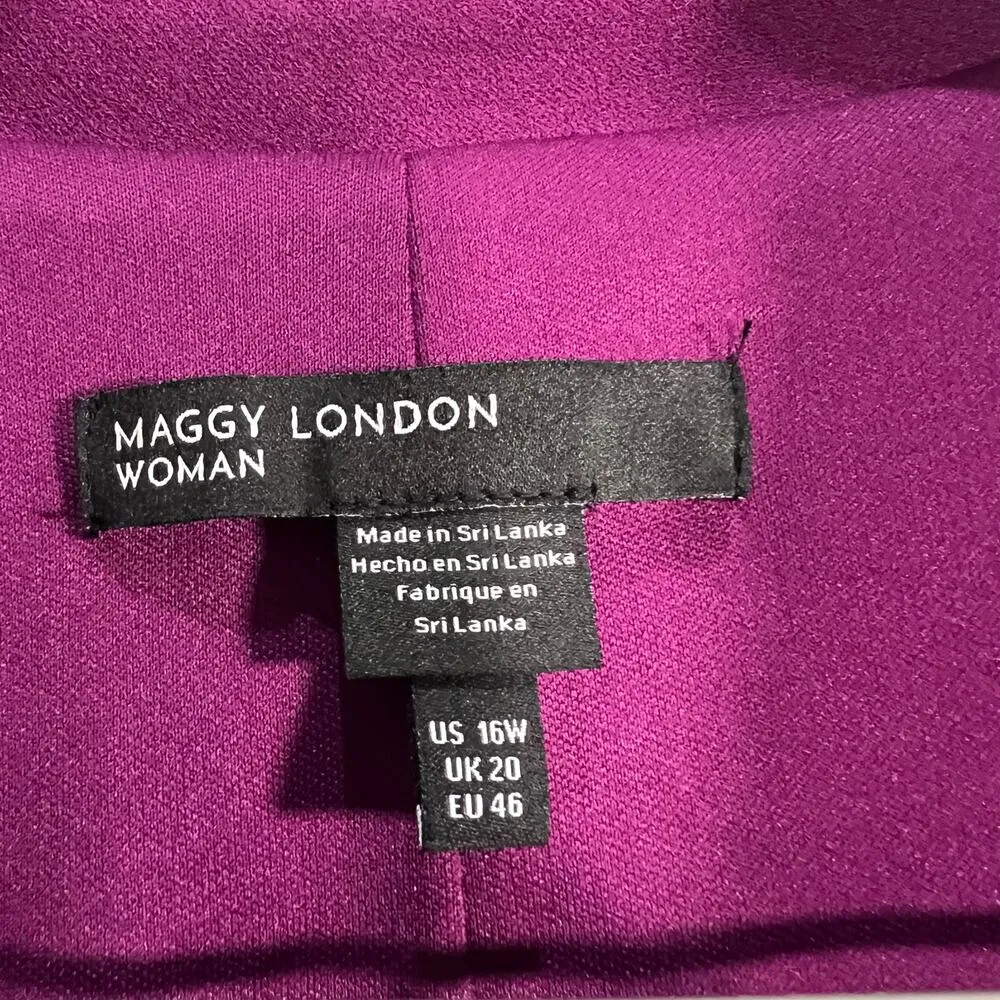 MAGGY LONDON
WOMAN
Made in Sri Lanka
Hecho en Sri Lanka
Fabrique en
Sri Lanka
US 16W
UK 20
EU 46